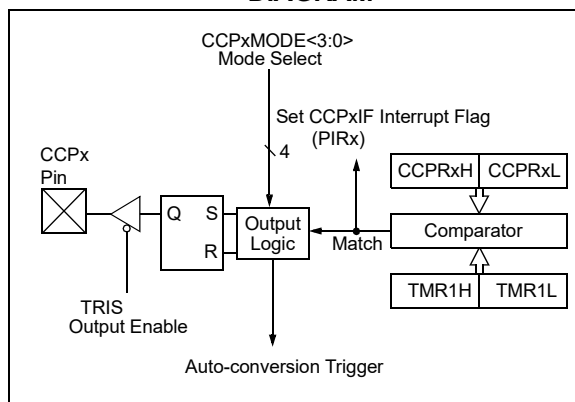 DIAGRAM
CCPxMODE<3:0>
Mode Select
Set CCPxIF Interrupt Flag
(PIRx)
4
CCPx
Pin
CCPRxH CCPRxL
Q S
R
Output
Logic
Match
Comparator
TMR1H TMR1L
TRIS
Output Enable
Auto-conversion Trigger